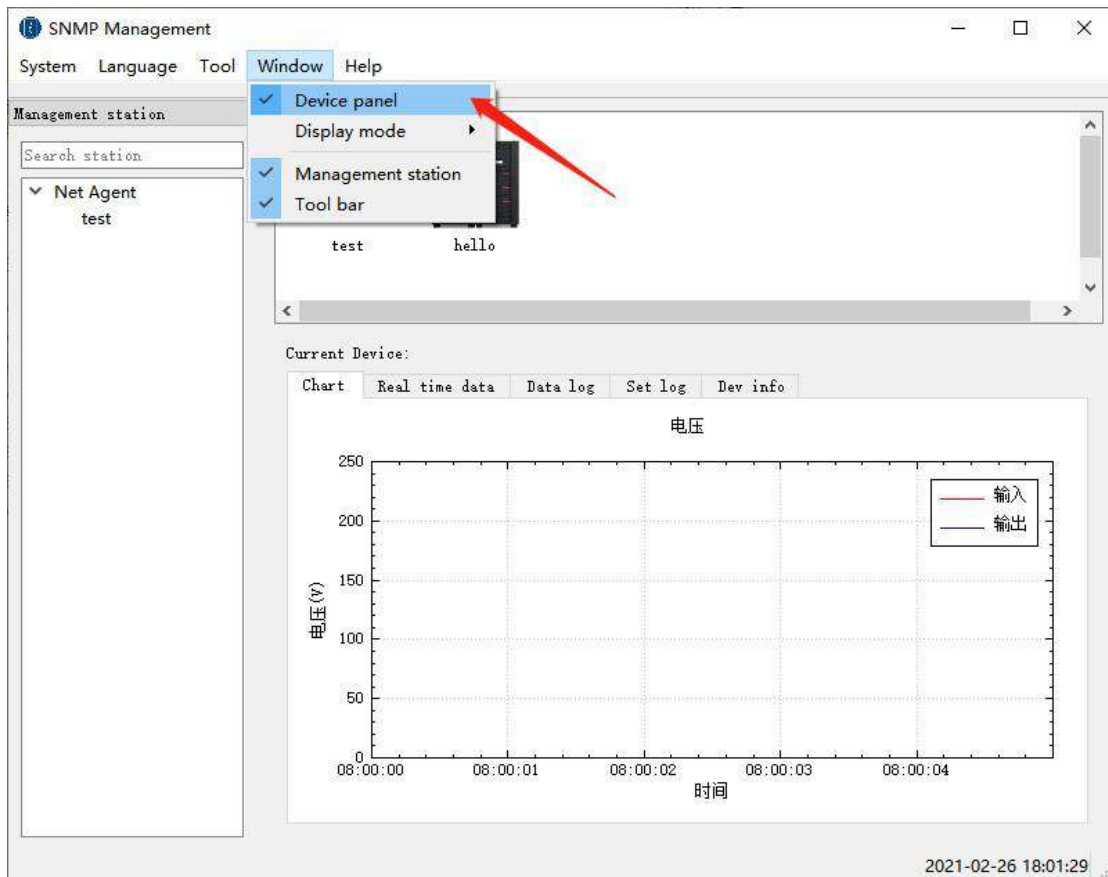 SNMP Management
System Language Tool Window Help
Device panel
Display mode
Management station
Tool bar
Management station
Search station
Net Agent
test
test hello
Current Device:
Chart Real time data Data log Set log Dev info
电压
250
200
150
100
50
0
电压(v)
输入
输出
08:00:00 08:00:01 08:00:02 08:00:03 08:00:04
时间
2021-02-26 18:01:29